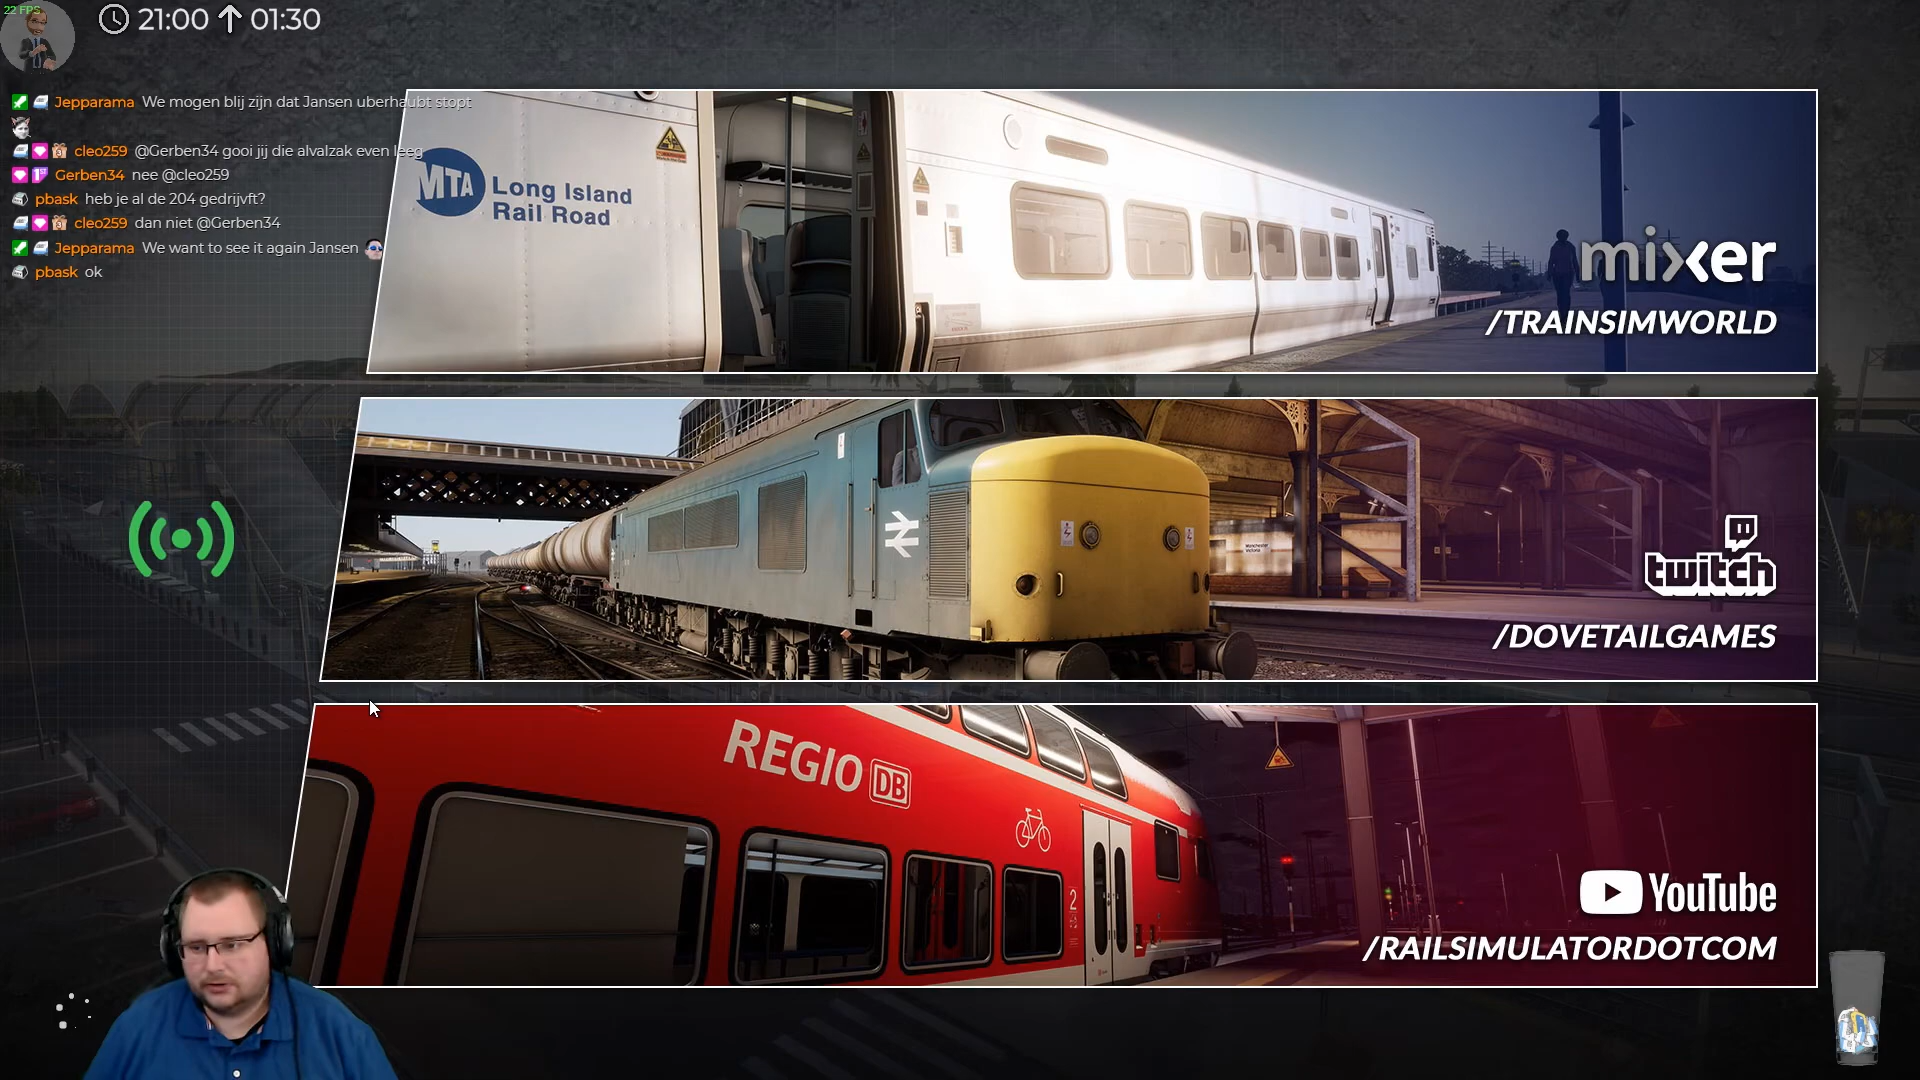 22 FPS
21:00 01:30
Jepparama We mogen blij zijn dat Jansen uberhaubt stopt
cleo259 @Gerben34 gooi jij die alvalzak even leeg
Gerben34 nee @cleo259
pbask heb je al de 204 gedrijvft?
cleo259 dan niet @Gerben34
Jepparama We want to see it again Jansen
pbask ok
MTA Long Island
Rail Road
mixer
/TRAINSIMWORLD
twitch
/DOVETAILGAMES
REGIO DB
2
YouTube
/RAILSIMULATORDOTCOM